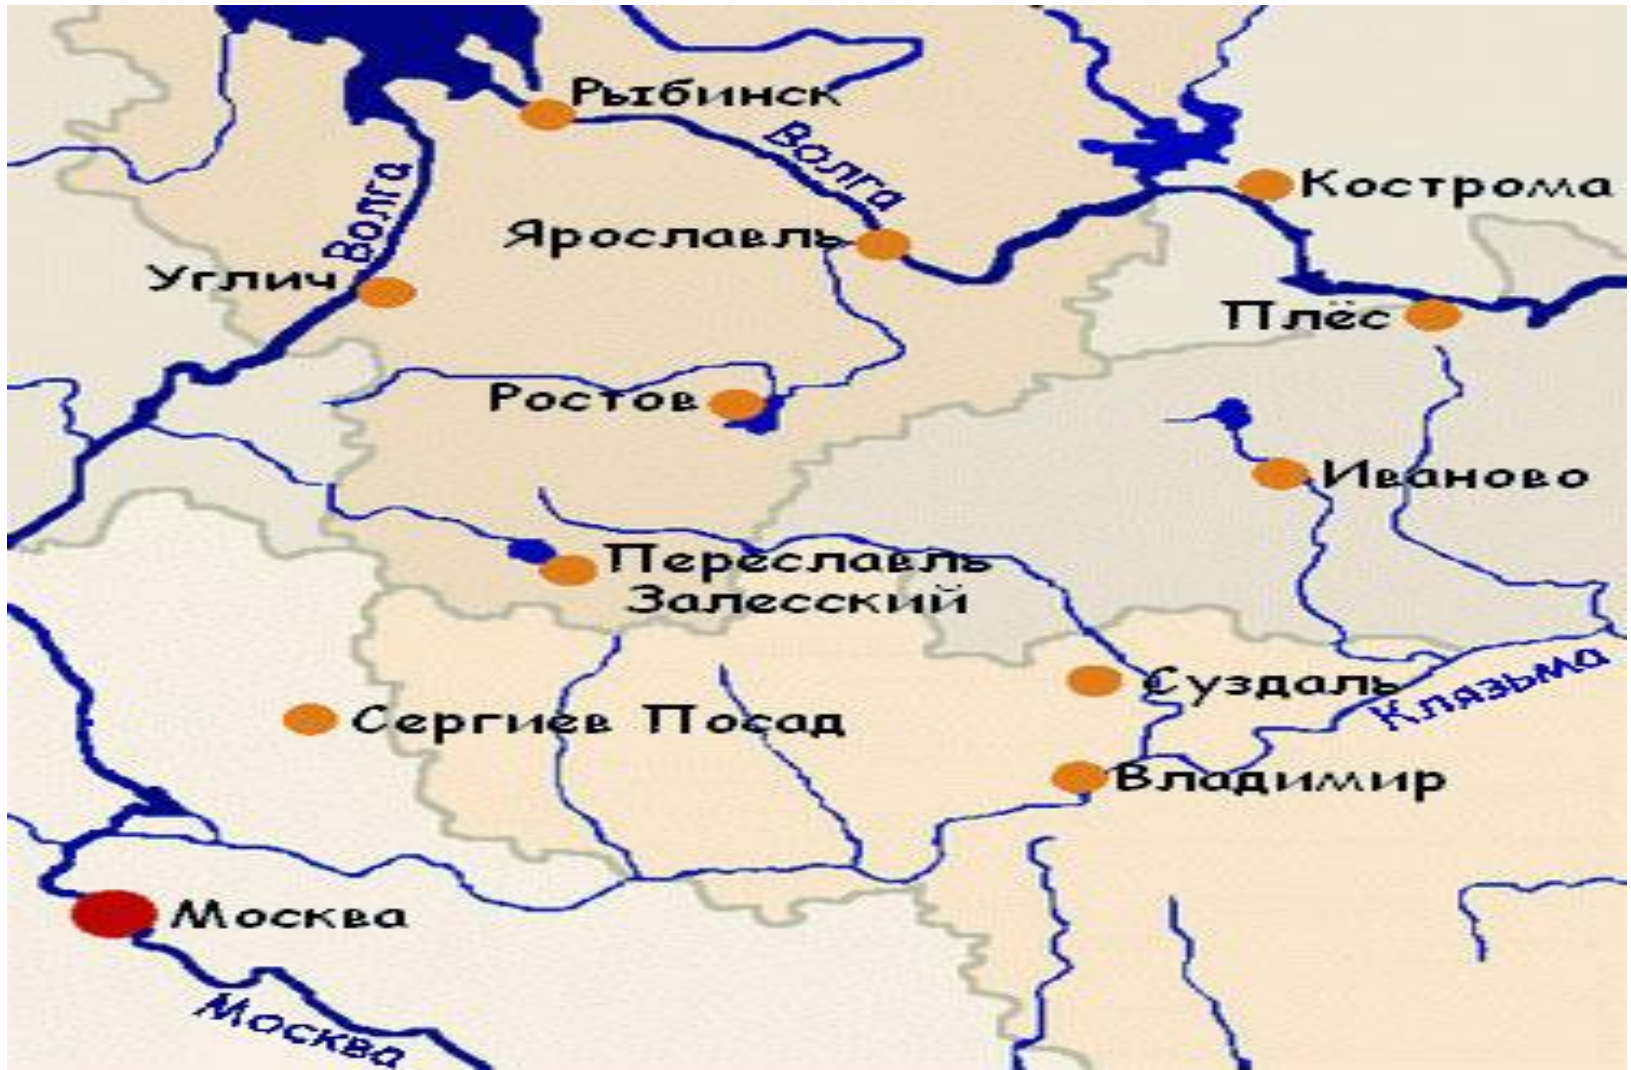 Рыбинск
Волга
Волга
Кострома
Ярославль
Углич
Плёс
Ростов
Иваново
Переславль
Залесский
Суздаль
Клязьма
Сергиев Посад
Владимир
Москва
Москва